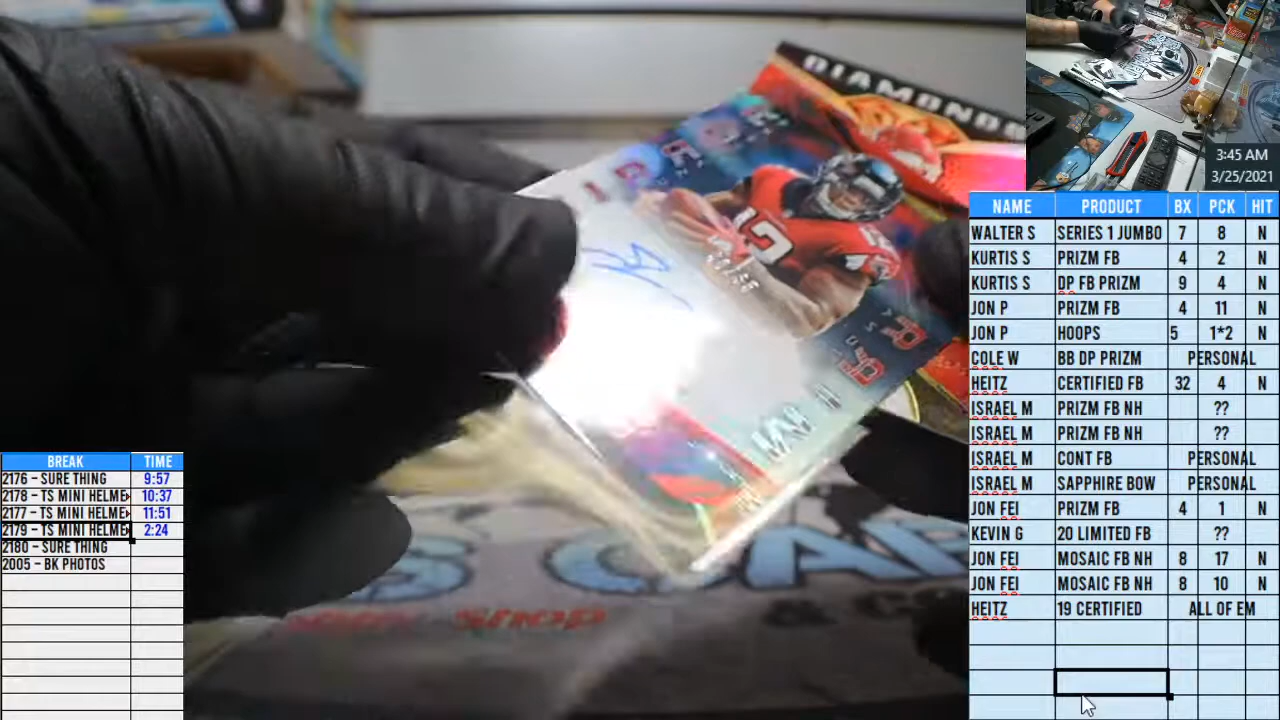 DIAMONDS
3:45 AM
3/25/2021
NAME PRODUCT BX PCK HIT
WALTER S SERIES 1 JUMBO 7 8 N
KURTIS S PRIZM FB 4 2 N
KURTIS S DP FB PRIZM 9 4 N
JON P PRIZM FB 4 11 N
JON P HOOPS 5 1*2 N
COLE W BB DP PRIZM PERSONAL
HEITZ CERTIFIED FB 32 4 N
ISRAEL M PRIZM FB NH ??
ISRAEL M PRIZM FB NH ??
ISRAEL M CONT FB PERSONAL
ISRAEL M SAPPHIRE BOW PERSONAL
JON FEI PRIZM FB 4 1 N
KEVIN G 20 LIMITED FB ??
JON FEI MOSAIC FB NH 8 17 N
JON FEI MOSAIC FB NH 8 10 N
HEITZ 19 CERTIFIED ALL OF EM
BREAK TIME
2176 - SURE THING 9:57
2178 - TS MINI HELME 10:37
2177 - TS MINI HELME 11:51
2179 - TS MINI HELME 2:24
2180 - SURE THING
2005 - BK PHOTOS